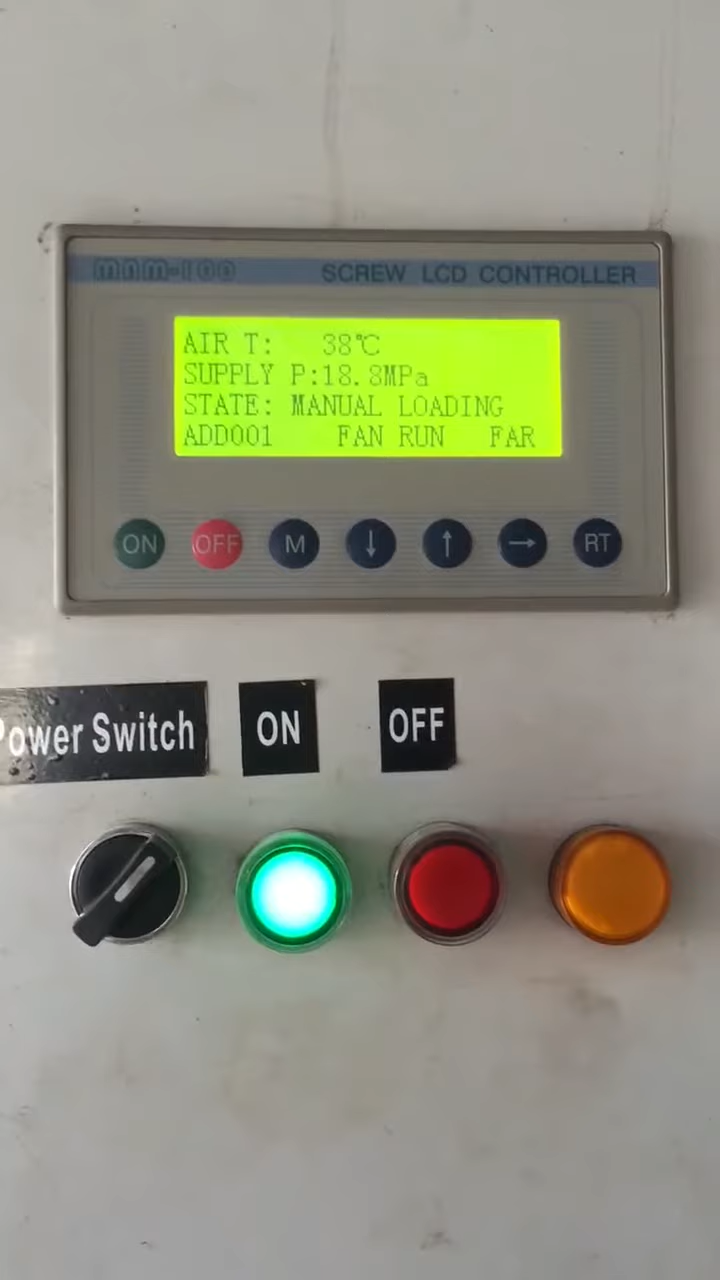 mnm-100 SCREW LCD CONTROLLER
AIR T: 38℃
SUPPLY P:18.8MPa
STATE: MANUAL LOADING
ADD001 FAN RUN FAR
ON OFF M ↓ ↑ → RT
Power Switch ON OFF